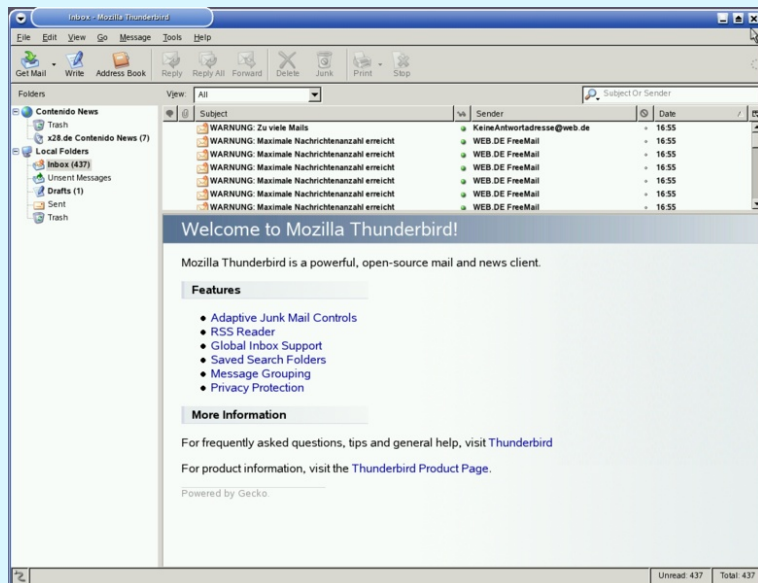 Inbox - Mozilla Thunderbird
File Edit View Go Message Tools Help
Get Mail Write Address Book Reply Reply All Forward Delete Junk Print Stop
Folders View: All Subject Or Sender
Subject Sender Date
Contenido News
Trash
x28.de Contenido News (7)
Local Folders
Inbox (437)
Unsent Messages
Drafts (1)
Sent
Trash
WARNUNG: Zu viele Mails KeineAntwortadresse@web.de 16:55
WARNUNG: Maximale Nachrichtenanzahl erreicht WEB.DE FreeMail 16:55
WARNUNG: Maximale Nachrichtenanzahl erreicht WEB.DE FreeMail 16:55
WARNUNG: Maximale Nachrichtenanzahl erreicht WEB.DE FreeMail 16:55
WARNUNG: Maximale Nachrichtenanzahl erreicht WEB.DE FreeMail 16:55
WARNUNG: Maximale Nachrichtenanzahl erreicht WEB.DE FreeMail 16:55
WARNUNG: Maximale Nachrichtenanzahl erreicht WEB.DE FreeMail 16:55
Welcome to Mozilla Thunderbird!
Mozilla Thunderbird is a powerful, open-source mail and news client.
Features
Adaptive Junk Mail Controls
RSS Reader
Global Inbox Support
Saved Search Folders
Message Grouping
Privacy Protection
More Information
For frequently asked questions, tips and general help, visit Thunderbird
For product information, visit the Thunderbird Product Page.
Powered by Gecko.
Unread: 437 Total: 437